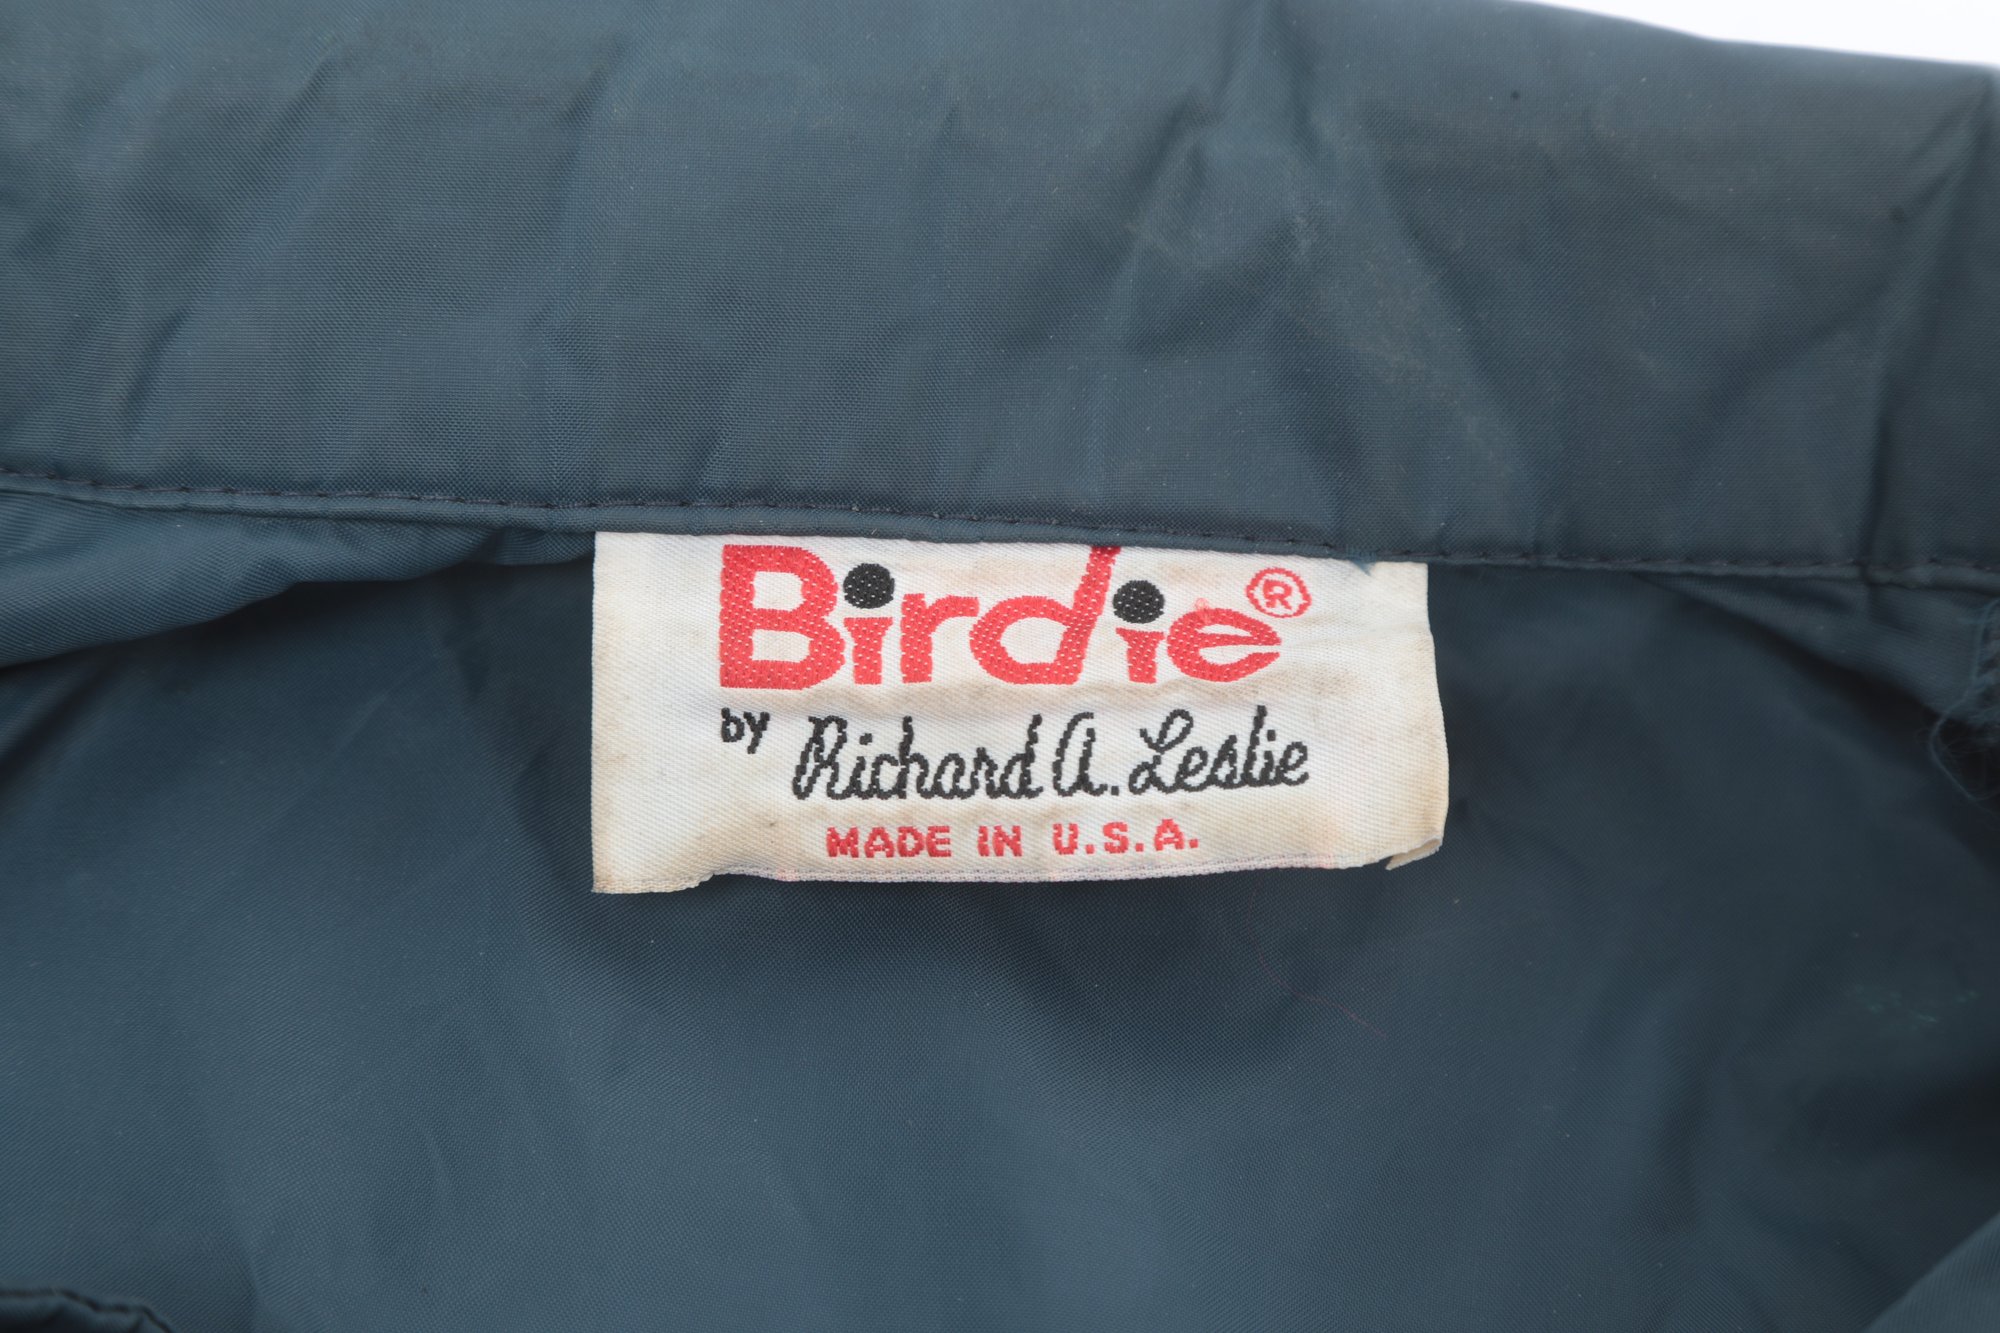 Birdie®
by Richard A. Leslie
MADE IN U.S.A.